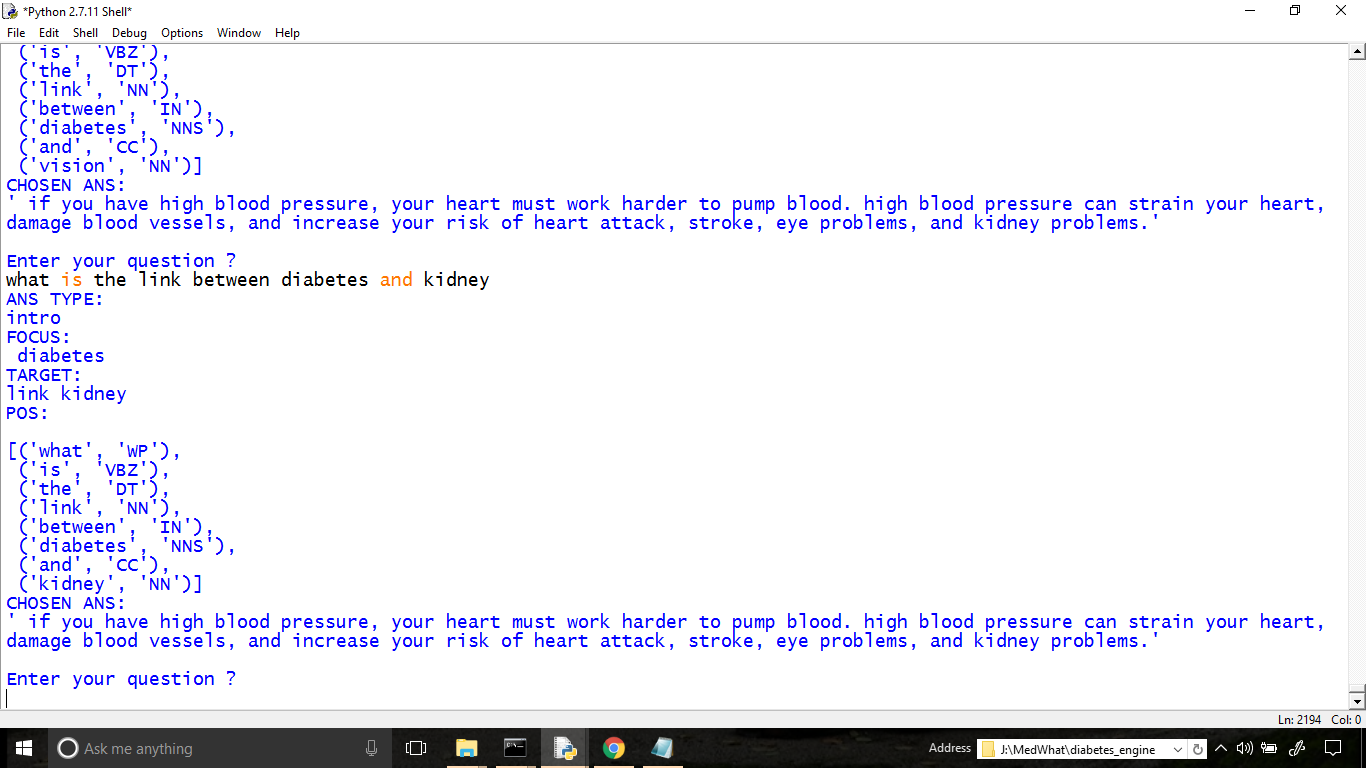 *Python 2.7.11 Shell*
File Edit Shell Debug Options Window Help
('is', 'VBZ'),
('the', 'DT'),
('link', 'NN'),
('between', 'IN'),
('diabetes', 'NNS'),
('and', 'CC'),
('vision', 'NN')]
CHOSEN ANS:
' if you have high blood pressure, your heart must work harder to pump blood. high blood pressure can strain your heart,
damage blood vessels, and increase your risk of heart attack, stroke, eye problems, and kidney problems.'
Enter your question ?
what is the link between diabetes and kidney
ANS TYPE:
intro
FOCUS:
diabetes
TARGET:
link kidney
POS:
[('what', 'WP'),
('is', 'VBZ'),
('the', 'DT'),
('link', 'NN'),
('between', 'IN'),
('diabetes', 'NNS'),
('and', 'CC'),
('kidney', 'NN')]
CHOSEN ANS:
' if you have high blood pressure, your heart must work harder to pump blood. high blood pressure can strain your heart,
damage blood vessels, and increase your risk of heart attack, stroke, eye problems, and kidney problems.'
Enter your question ?
Ln: 2194 Col: 0
Ask me anything
Address J:\MedWhat\diabetes_engine